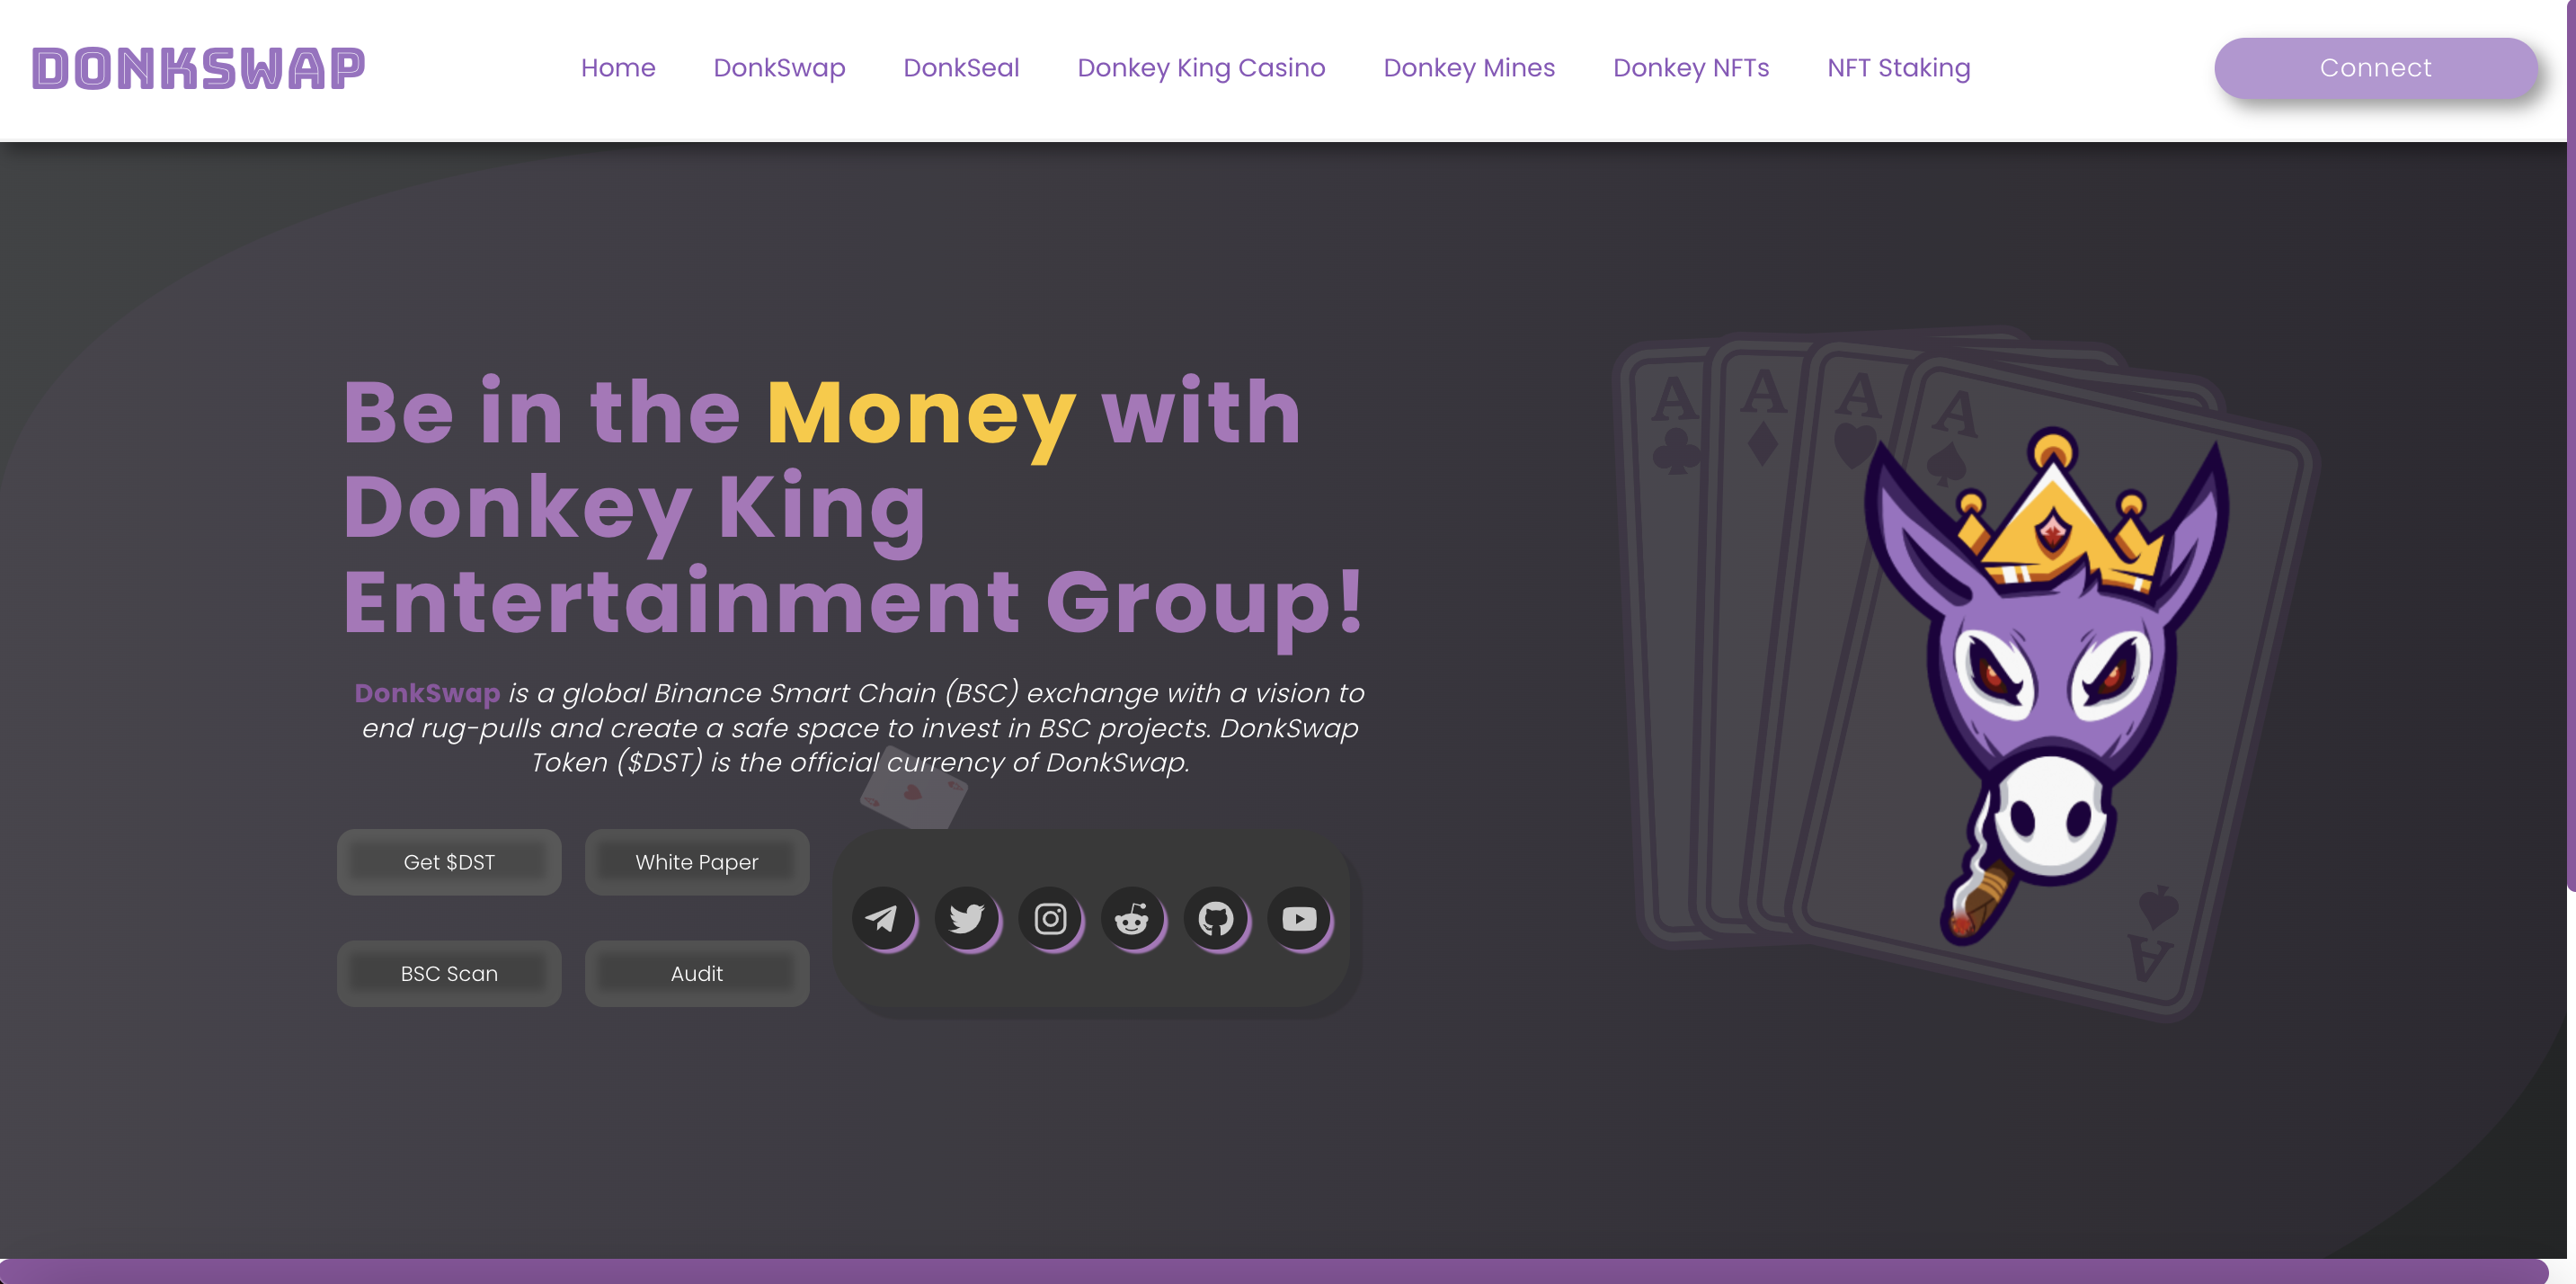 DONKSWAP
Home DonkSwap DonkSeal Donkey King Casino Donkey Mines Donkey NFTs NFT Staking
Connect
Be in the Money with
Donkey King
Entertainment Group!
DonkSwap is a global Binance Smart Chain (BSC) exchange with a vision to
end rug-pulls and create a safe space to invest in BSC projects. DonkSwap
Token ($DST) is the official currency of DonkSwap.
Get $DST
White Paper
BSC Scan
Audit
A
A
A
A
A